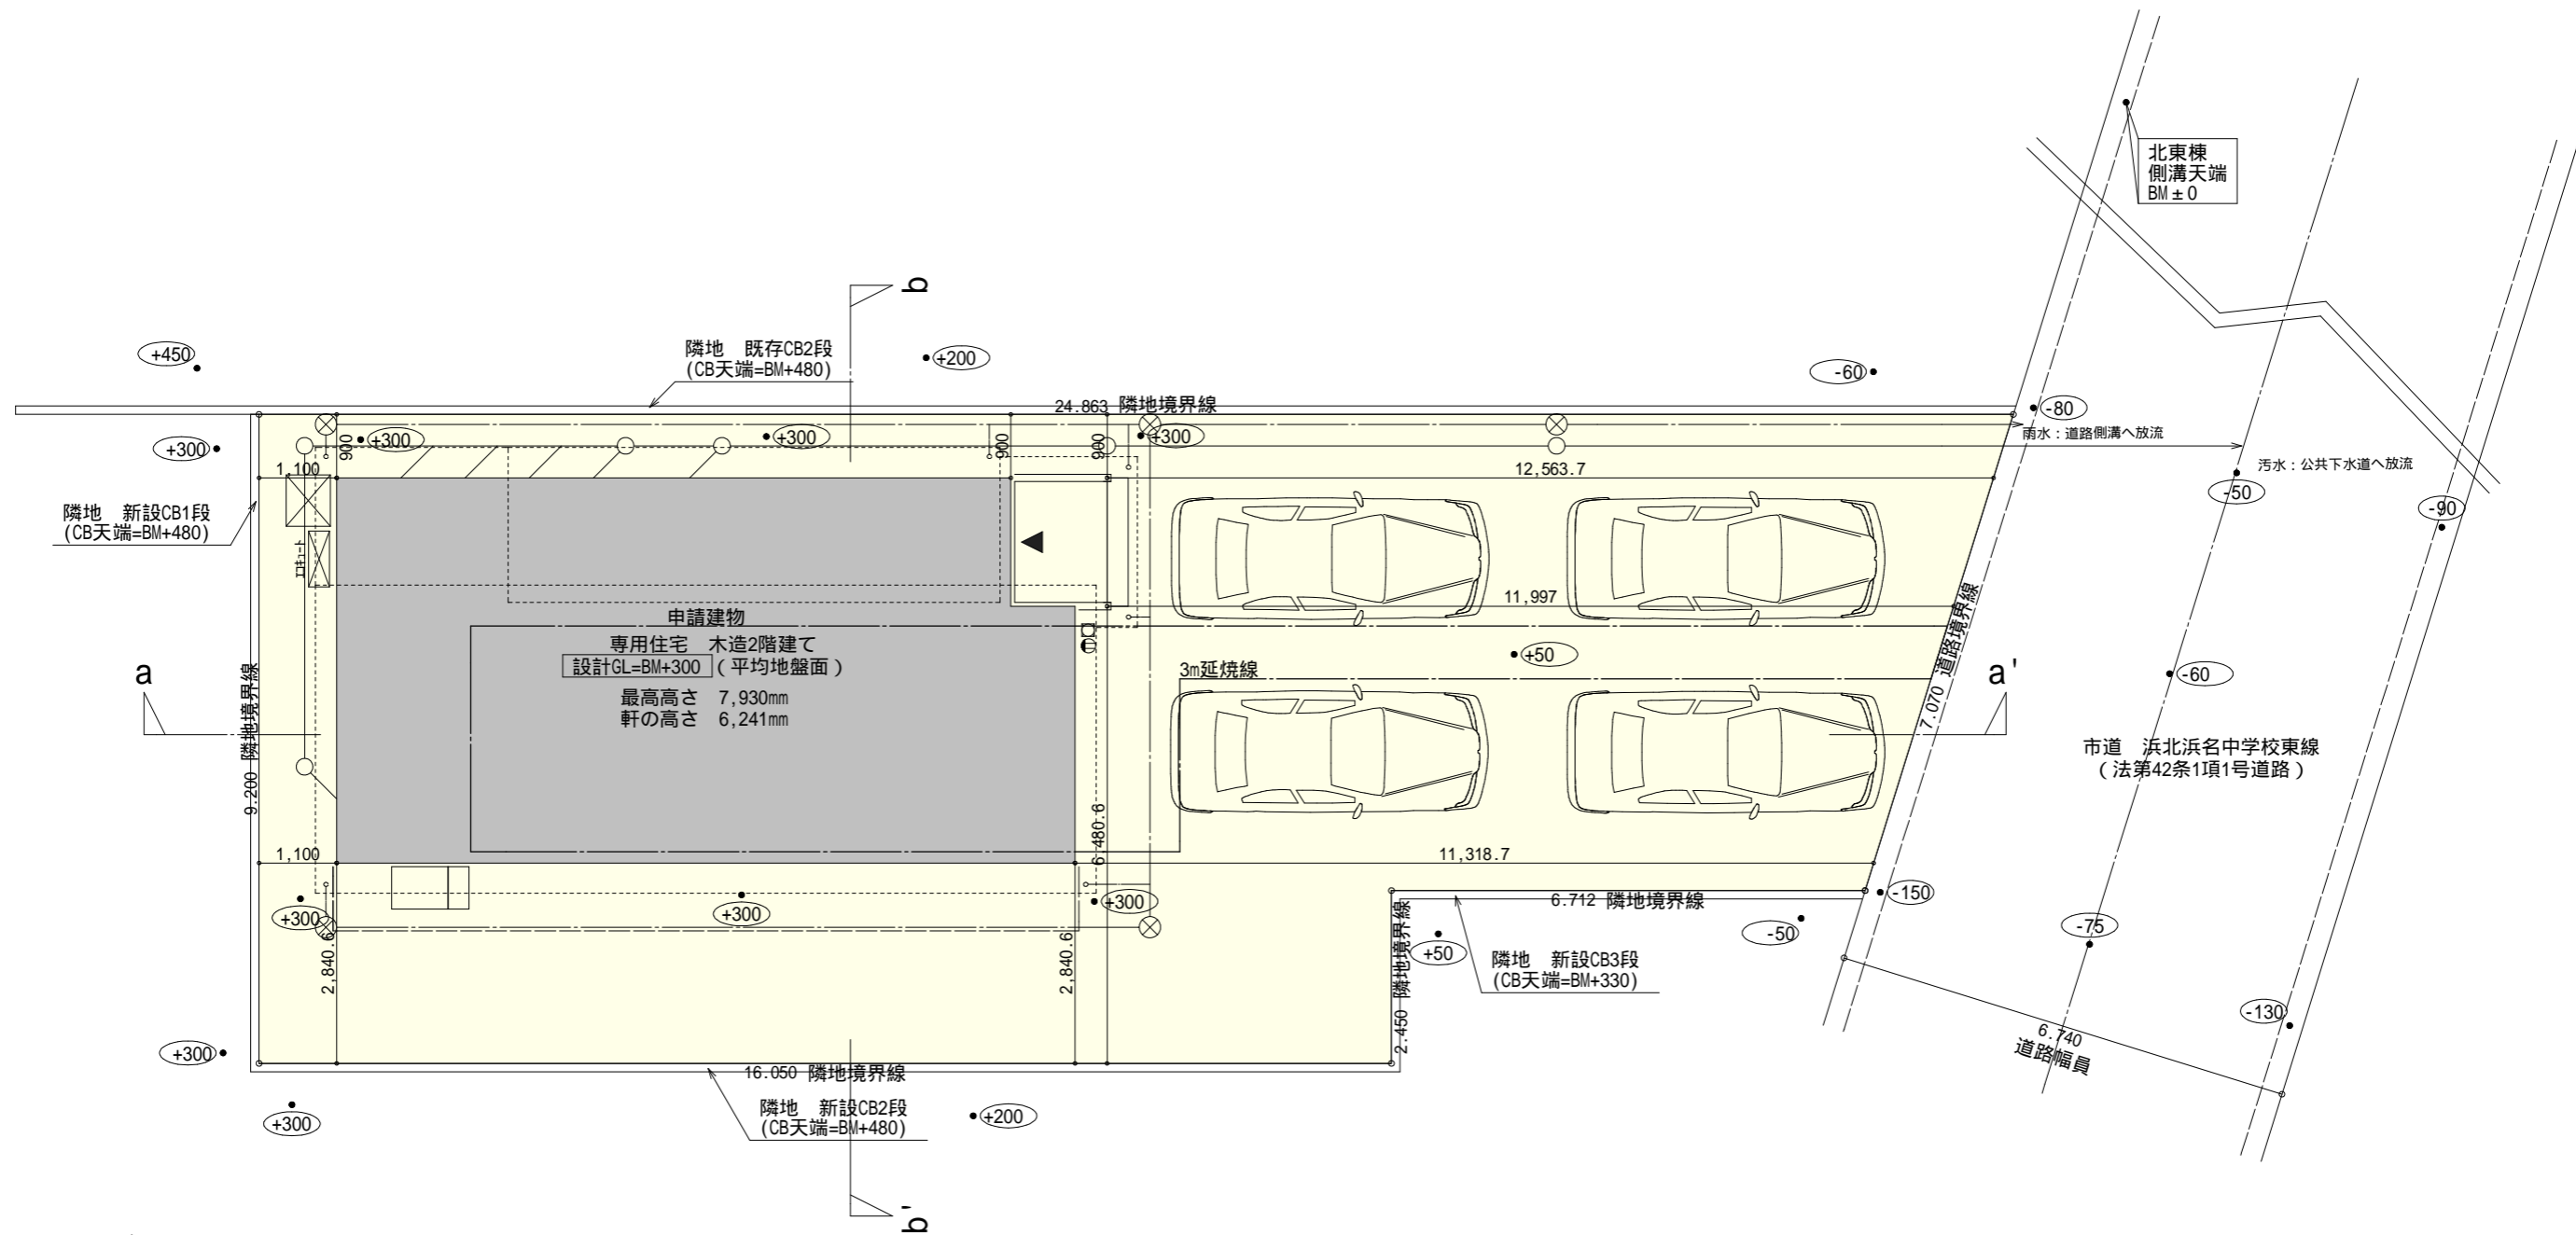 北東棟
側溝天端
BM±0
b
+450
隣地　既存CB2段
(CB天端=BM+480)
+200
-60
24.863 隣地境界線
-80
雨水：道路側溝へ放流
+300
+300
900
+300
900
900
+300
汚水：公共下水道へ放流
-50
1,100
12,563.7
-90
隣地　新設CB1段
(CB天端=BM+480)
エコキュート
11,997
申請建物
専用住宅　木造2階建て
設計GL=BM+300（平均地盤面）
最高高さ　7,930mm
軒の高さ　6,241mm
3m延焼線
+50
7.070 道路境界線
a
a'
-60
9.200 隣地境界線
市道　浜北浜名中学校東線
（法第42条1項1号道路）
6,480.6
1,100
11,318.7
+300
+300
+300
6.712 隣地境界線
-150
-50
+50
-75
2,840.6
2,840.6
2.450 隣地境界線
隣地　新設CB3段
(CB天端=BM+330)
-130
6.740
道路幅員
+300
16.050 隣地境界線
+300
隣地　新設CB2段
(CB天端=BM+480)
+200
b'